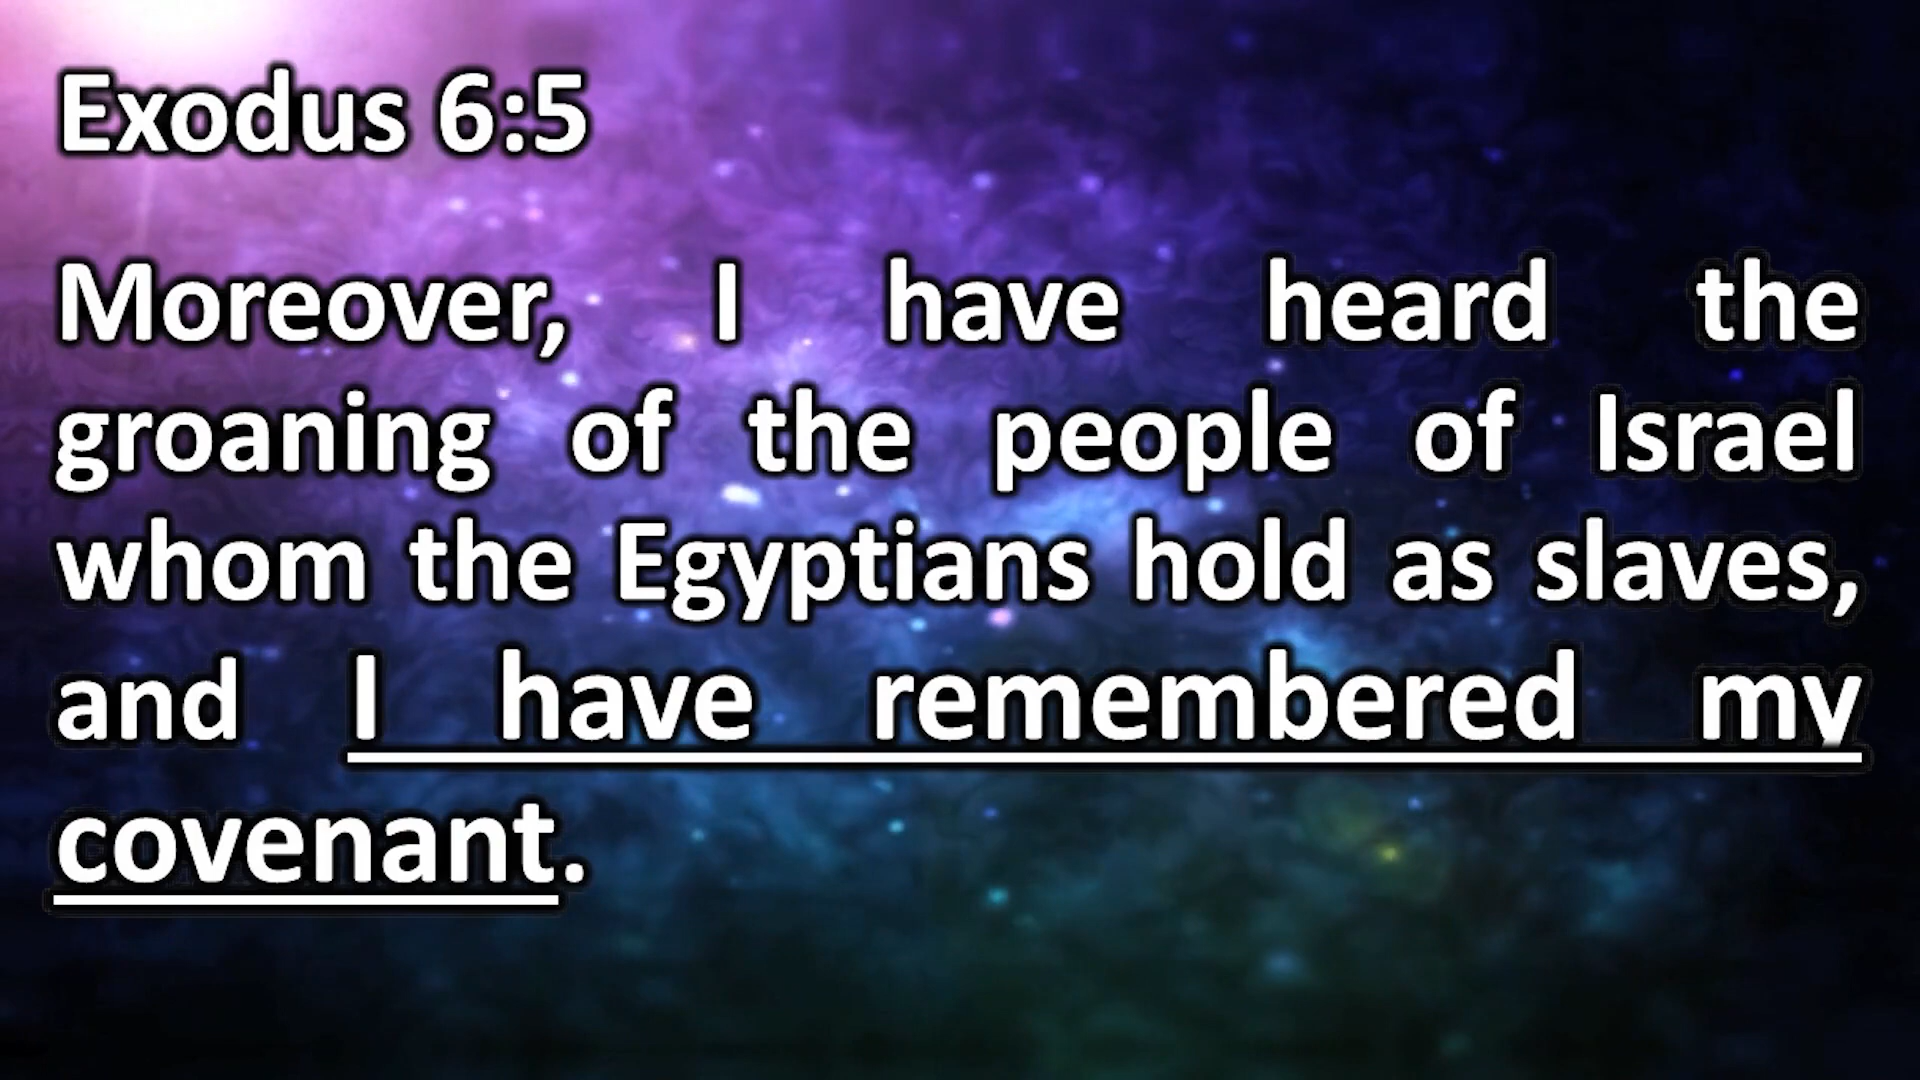 Exodus 6:5
Moreover, I have heard the
groaning of the people of Israel
whom the Egyptians hold as slaves,
and I have remembered my
covenant.